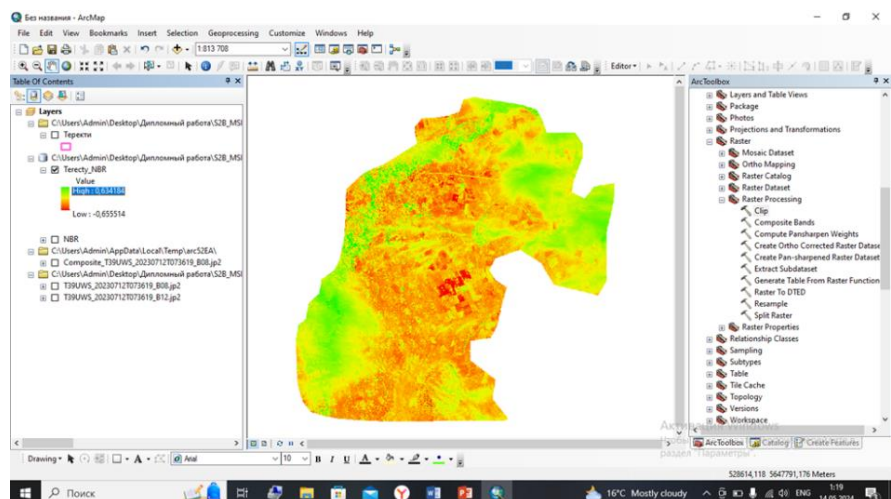 Без названия - ArcMap
File Edit View Bookmarks Insert Selection Geoprocessing Customize Windows Help
1:813 708
Editor
Table Of Contents
ArcToolbox
Layers
C:\Users\Admin\Desktop\Дипломный работа\S2B_MSI
Теректи
C:\Users\Admin\Desktop\Дипломный работа\S2B_MSI
Terecty_NBR
Value
High : 0,634184
Low : -0,655514
NBR
C:\Users\Admin\AppData\Local\Temp\arc52EA\
Composite_T39UWS_20230712T073619_B08.jp2
C:\Users\Admin\Desktop\Дипломный работа\S2B_MSI
T39UWS_20230712T073619_B08.jp2
T39UWS_20230712T073619_B12.jp2
Layers and Table Views
Package
Photos
Projections and Transformations
Raster
Mosaic Dataset
Ortho Mapping
Raster Catalog
Raster Dataset
Raster Processing
Clip
Composite Bands
Compute Pansharpen Weights
Create Ortho Corrected Raster Datase
Create Pan-sharpened Raster Dataset
Extract Subdataset
Generate Table From Raster Function
Raster To DTED
Resample
Split Raster
Raster Properties
Relationship Classes
Sampling
Subtypes
Table
Tile Cache
Topology
Versions
Workspace
ArcToolbox Catalog Create Features
раздел "Параметры".
Drawing Arial 10 B I U A
528614,118 5647791,176 Meters
Поиск
16°C Mostly cloudy
ENG
1:19
14.05.2024